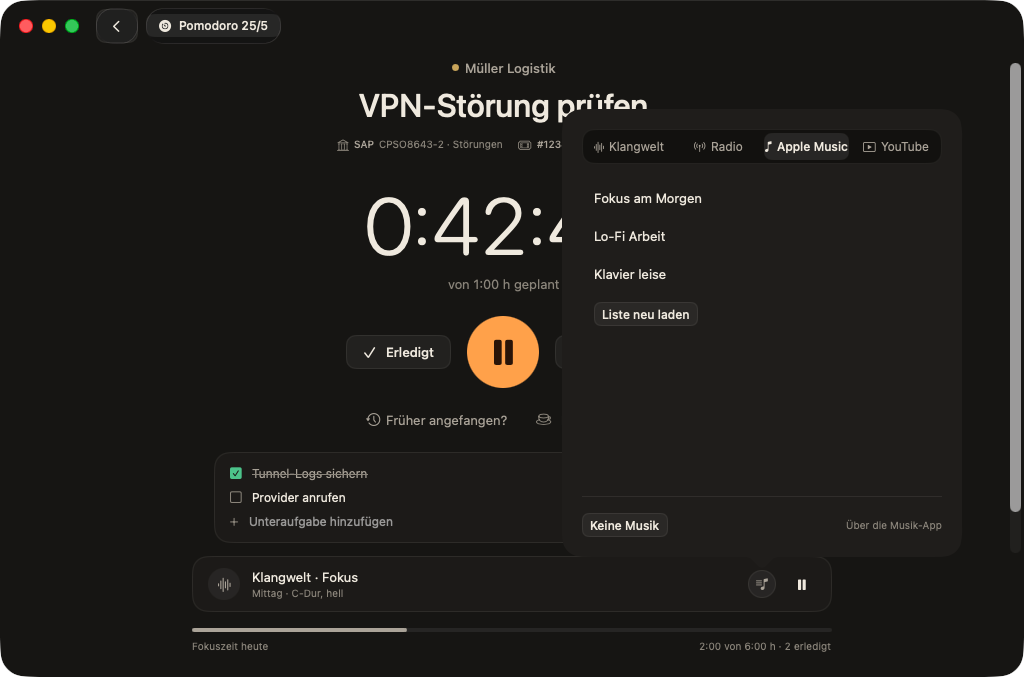 Pomodoro 25/5
Müller Logistik
VPN-Störung prüfen
SAP CPSO8643-2 · Störungen #123
0:42:4
von 1:00 h geplant
Erledigt
Früher angefangen?
Tunnel-Logs sichern
Provider anrufen
+ Unteraufgabe hinzufügen
Klangwelt Radio Apple Music YouTube
Fokus am Morgen
Lo-Fi Arbeit
Klavier leise
Liste neu laden
Keine Musik Über die Musik-App
Klangwelt · Fokus
Mittag · C-Dur, hell
Fokuszeit heute 2:00 von 6:00 h · 2 erledigt